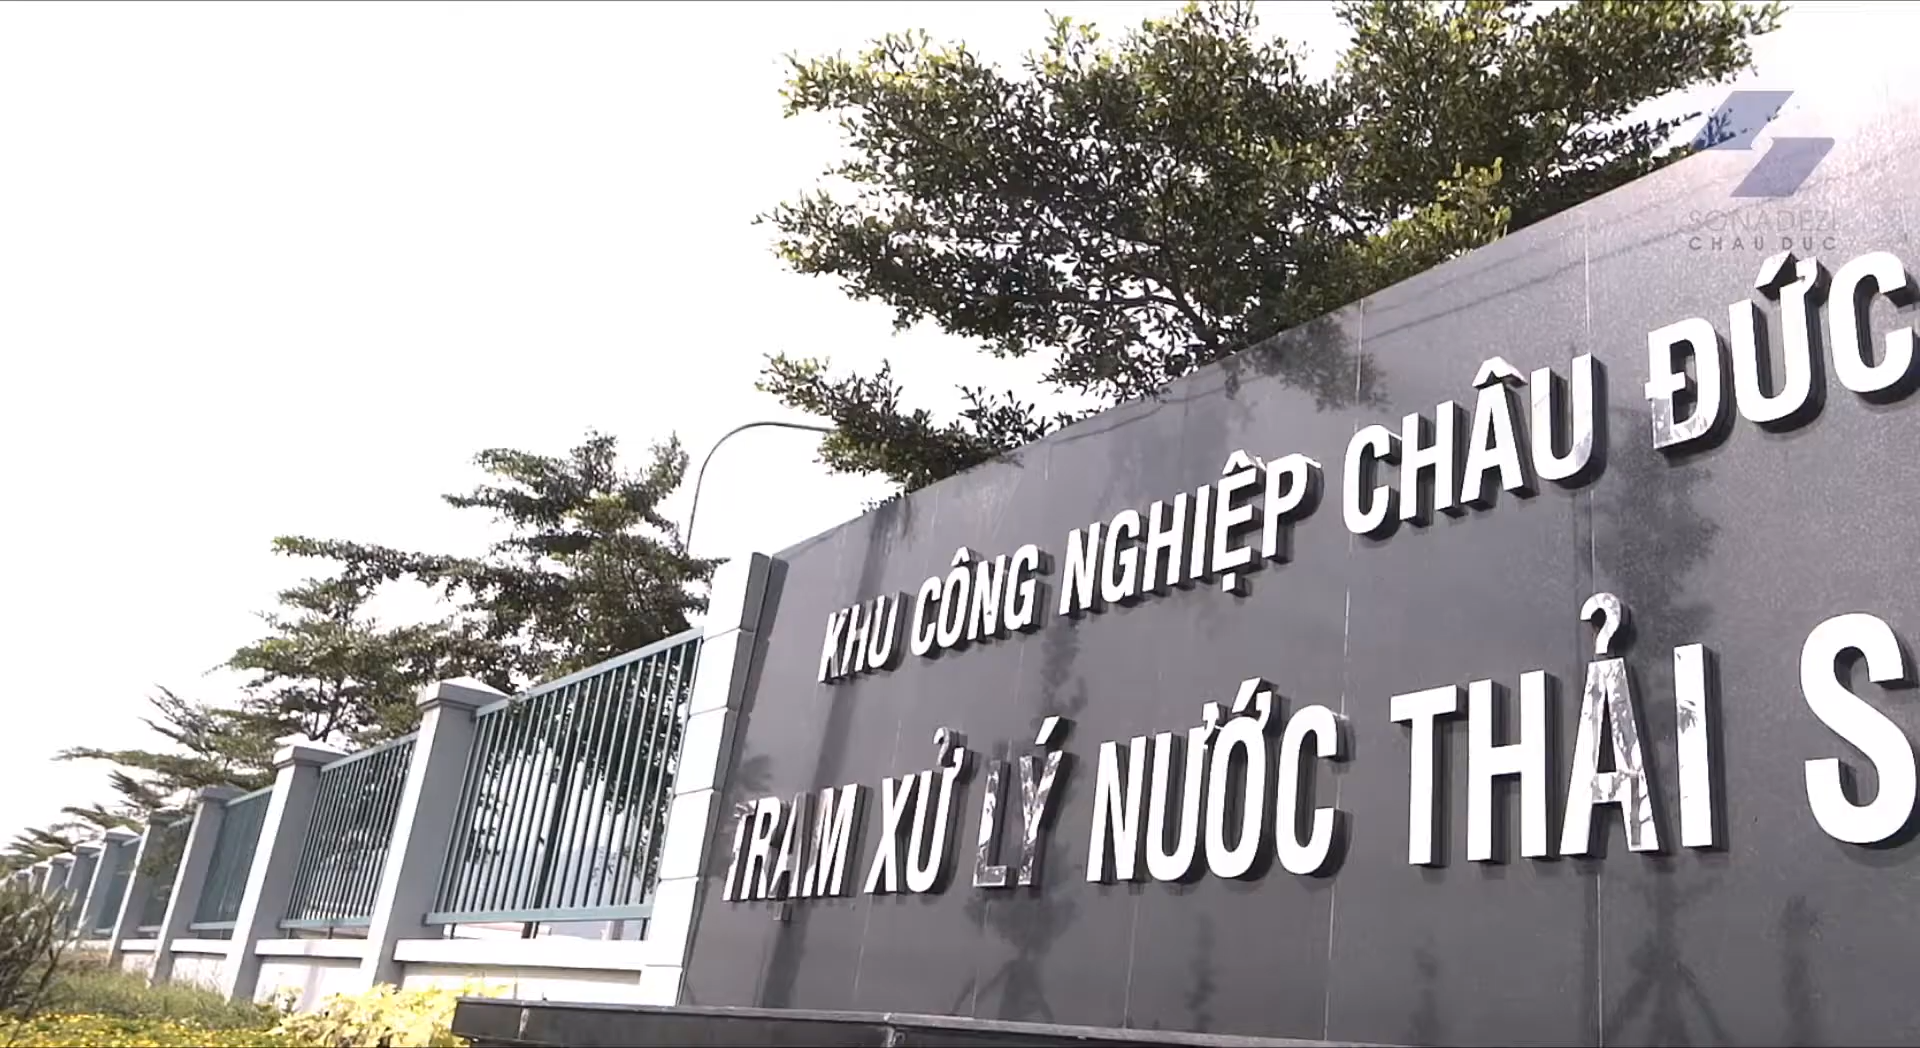 SONADEZI
CHAU DUC
KHU CÔNG NGHIỆP CHÂU ĐỨC
TRẠM XỬ LÝ NƯỚC THẢI S